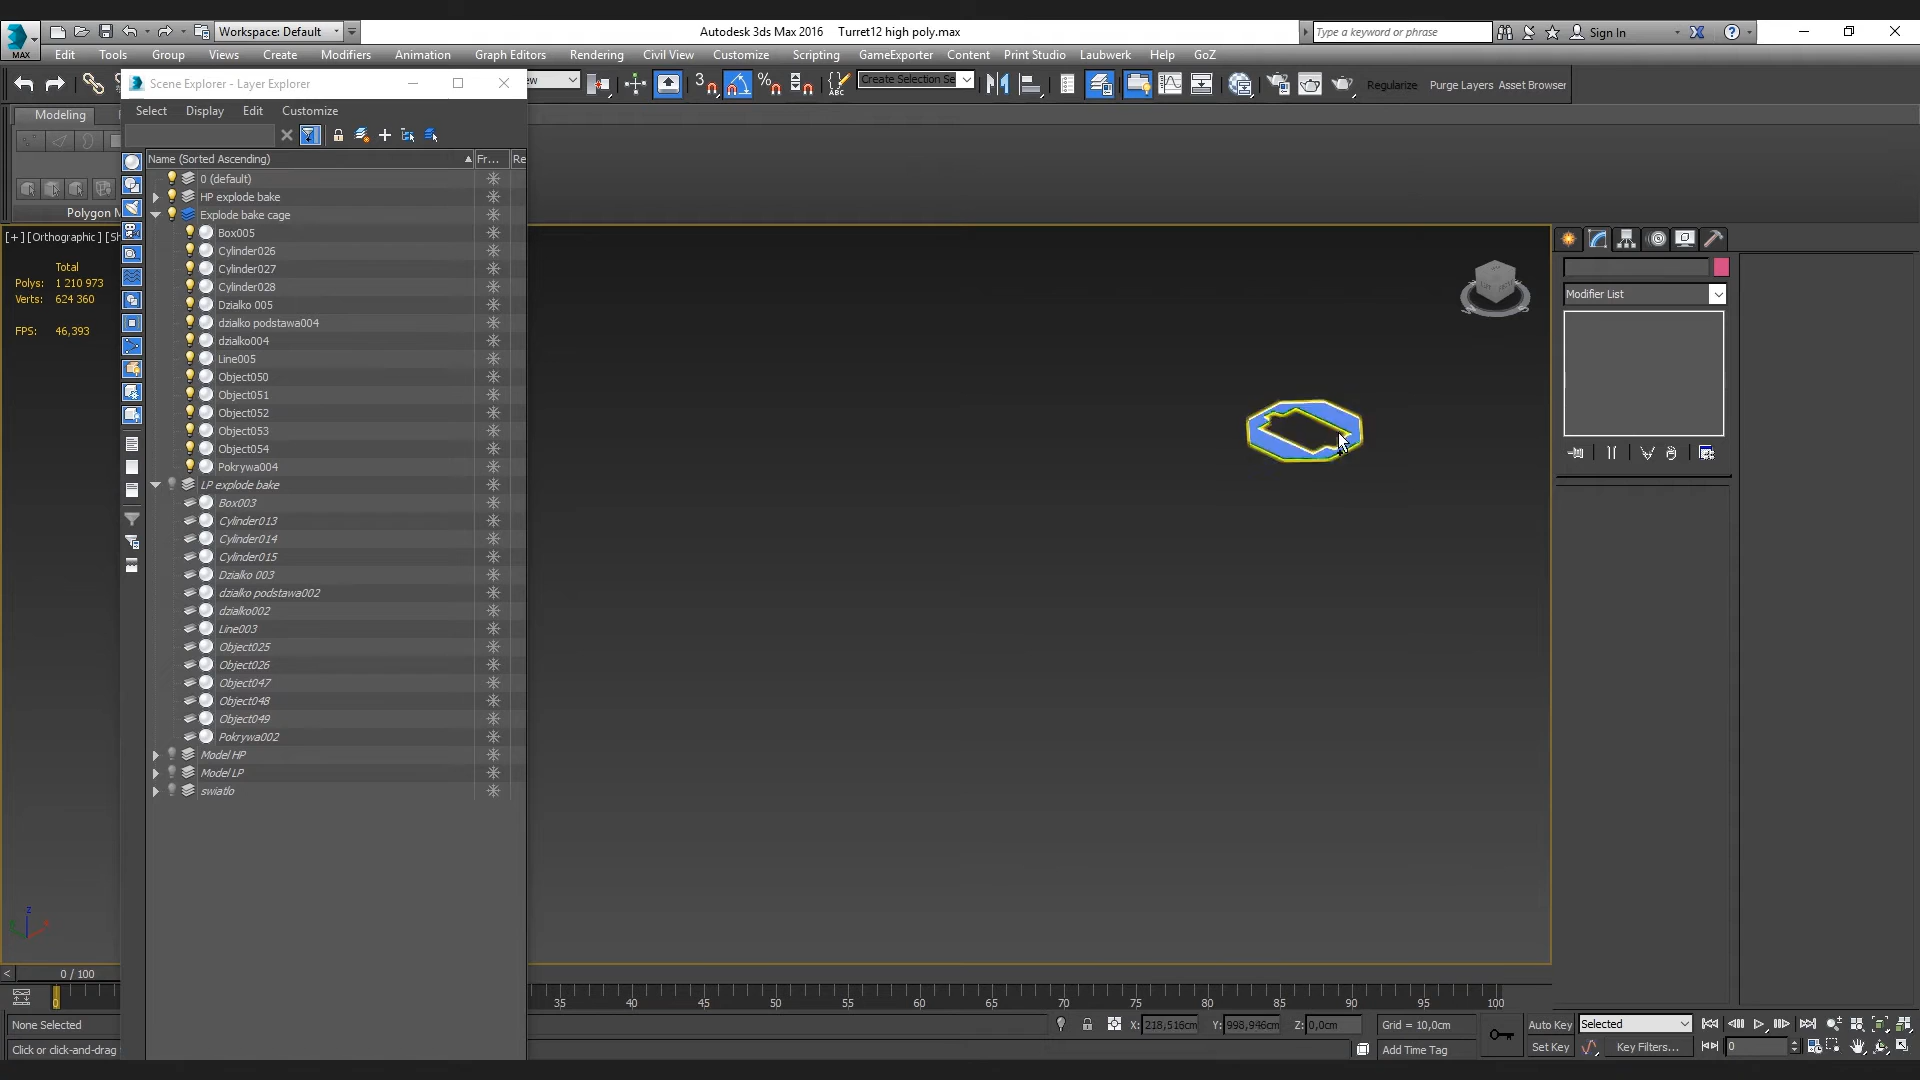 Workspace: Default
Autodesk 3ds Max 2016 Turret12 high poly.max
Type a keyword or phrase
Sign In
MAX
Edit Tools Group Views Create Modifiers Animation Graph Editors Rendering Civil View Customize Scripting GameExporter Content Print Studio Laubwerk Help GoZ
Scene Explorer - Layer Explorer
Create Selection Se
Regularize Purge Layers Asset Browser
Select Display Edit Customize
Modeling
Name (Sorted Ascending) Fr... Re
0 (default)
HP explode bake
Explode bake cage
Box005
Cylinder026
Cylinder027
Cylinder028
Dzialko 005
dzialko podstawa004
dzialko004
Line005
Object050
Object051
Object052
Object053
Object054
Pokrywa004
LP explode bake
Box003
Cylinder013
Cylinder014
Cylinder015
Dzialko 003
dzialko podstawa002
dzialko002
Line003
Object025
Object026
Object047
Object048
Object049
Pokrywa002
Model HP
Model LP
swiatlo
Polygon M
[+] [Orthographic ] [Sh
Total
Polys: 1 210 973
Verts: 624 360
FPS: 46,393
Modifier List
0 / 100
0 35 40 45 50 55 60 65 70 75 80 85 90 95 100
None Selected
X: 218,516cm Y: 998,946cm Z: 0,0cm Grid = 10,0cm Auto Key Selected
Click or click-and-drag
Add Time Tag Set Key Key Filters... 0